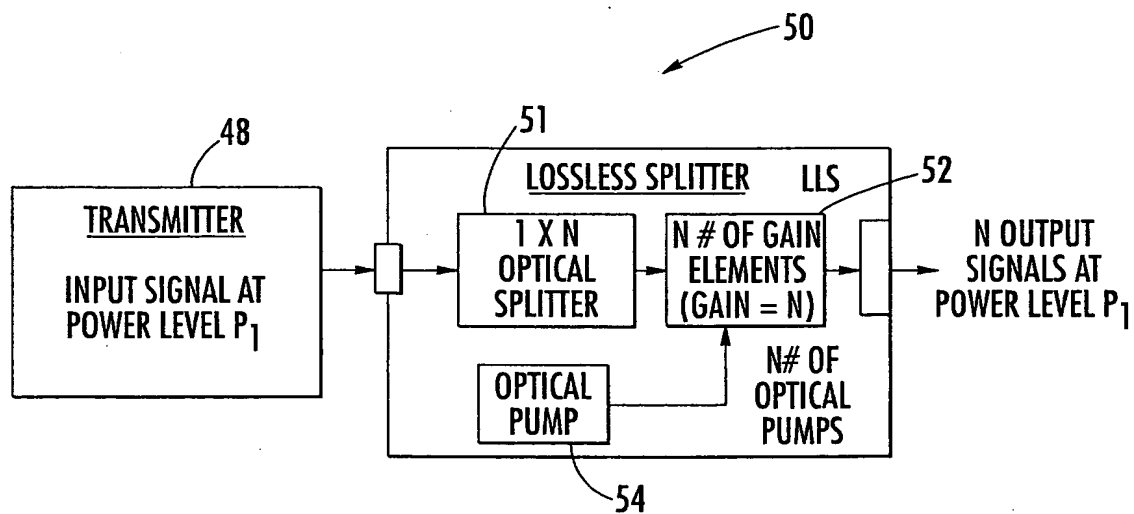 50
48
TRANSMITTER
INPUT SIGNAL AT
POWER LEVEL P1
51
LOSSLESS SPLITTER LLS
52
1 X N
OPTICAL
SPLITTER
N # OF GAIN
ELEMENTS
(GAIN = N)
N OUTPUT
SIGNALS AT
POWER LEVEL P1
OPTICAL
PUMP
N# OF
OPTICAL
PUMPS
54